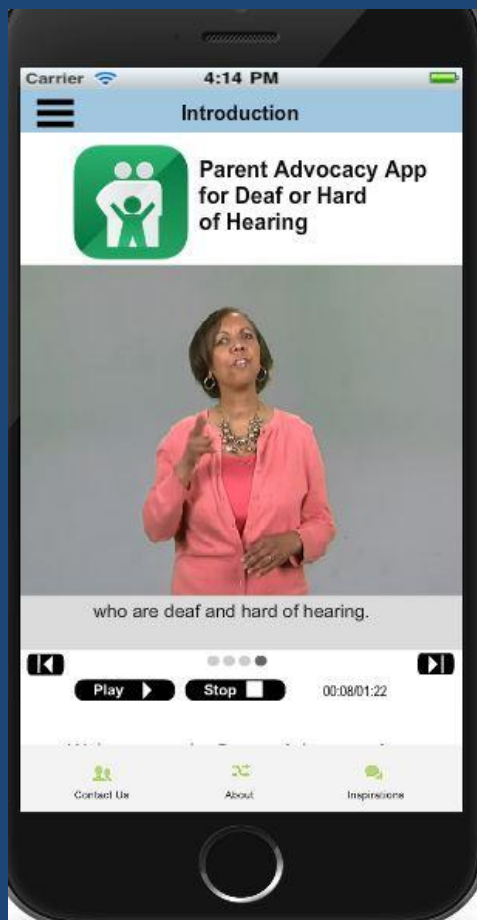 Carrier 4:14 PM
Introduction
Parent Advocacy App
for Deaf or Hard
of Hearing
who are deaf and hard of hearing.
Play Stop 00:08/01:22
Contact Us About Inspirations